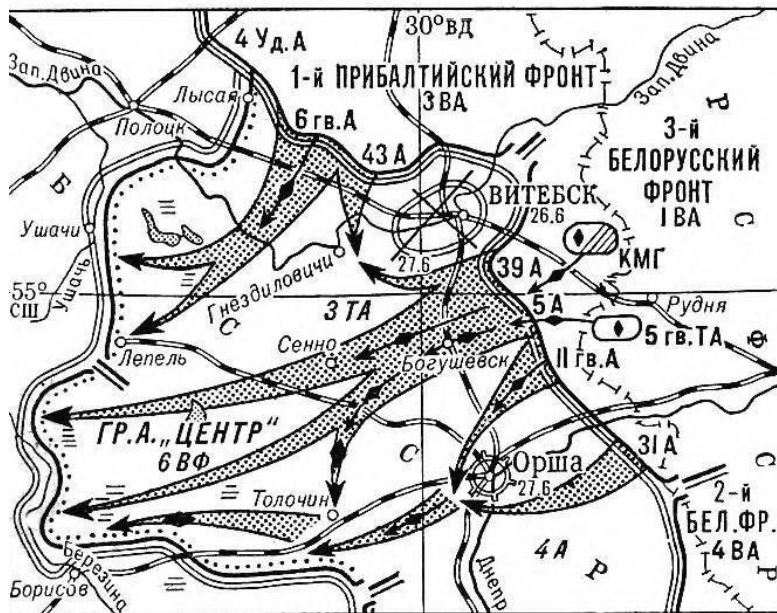 4 Уд. А
30° вд
Зап. Двина
1-й ПРИБАЛТИЙСКИЙ ФРОНТ
3 ВА
Зап. Двина
Лысая
Полоцк
6 гв. А
43 А
Р
3-й
БЕЛОРУССКИЙ
ФРОНТ
1 ВА
Б
ВИТЕБСК
26.6
С
Ушачи
Ушачь
КМГ
27.6
39 А
55°
сш
Гнездиловичи
5 А
Рудня
С
3 ТА
5 гв. ТА
Ф
Лепель
Сенно
Богушевск
11 гв. А
ГР. А. „ЦЕНТР"
6 ВФ
С
31 А
Орша
27.6
С
Толочин
2-й
БЕЛ. ФР.
4 ВА
4 А
Р
Р
Березина
Борисов
Днепр